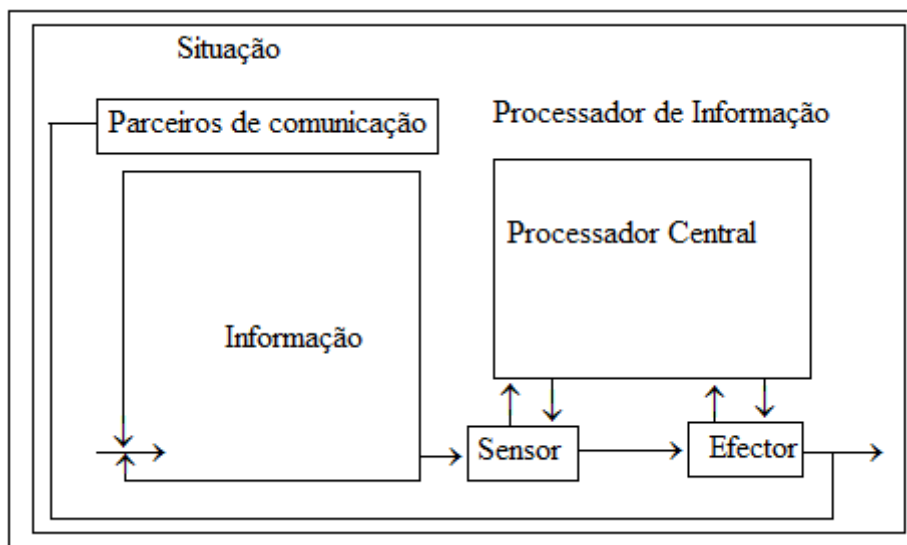 Situação
Parceiros de comunicação
Processador de Informação
Processador Central
Informação
Sensor
Efector